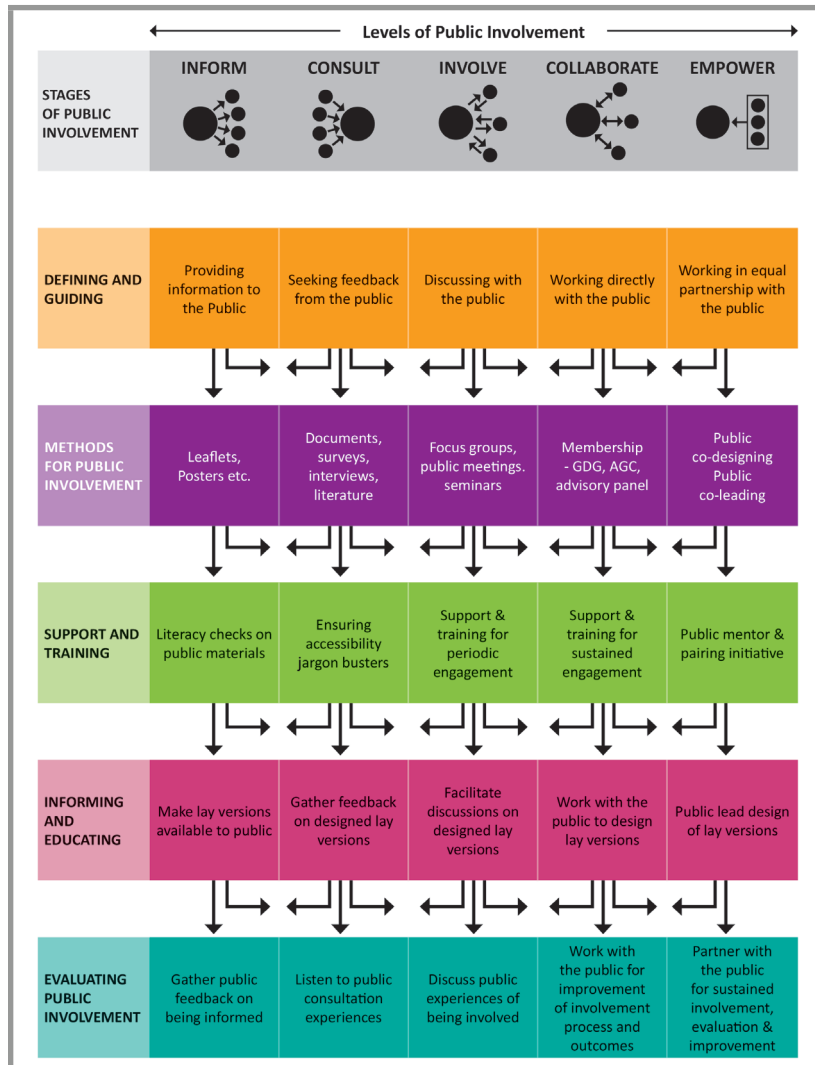 Levels of Public Involvement
STAGES
OF PUBLIC
INVOLVEMENT
INFORM
CONSULT
INVOLVE
COLLABORATE
EMPOWER
DEFINING AND
GUIDING
Providing
information to
the Public
Seeking feedback
from the public
Discussing with
the public
Working directly
with the public
Working in equal
partnership with
the public
METHODS
FOR PUBLIC
INVOLVEMENT
Leaflets,
Posters etc.
Documents,
surveys,
interviews,
literature
Focus groups,
public meetings.
seminars
Membership
- GDG, AGC,
advisory panel
Public
co-designing
Public
co-leading
SUPPORT AND
TRAINING
Literacy checks on
public materials
Ensuring
accessibility
jargon busters
Support &
training for
periodic
engagement
Support &
training for
sustained
engagement
Public mentor &
pairing initiative
INFORMING
AND
EDUCATING
Make lay versions
available to public
Gather feedback
on designed lay
versions
Facilitate
discussions on
designed lay
versions
Work with the
public to design
lay versions
Public lead design
of lay versions
EVALUATING
PUBLIC
INVOLVEMENT
Gather public
feedback on
being informed
Listen to public
consultation
experiences
Discuss public
experiences of
being involved
Work with
the public for
improvement
of involvement
process and
outcomes
Partner with
the public
for sustained
involvement,
evaluation &
improvement